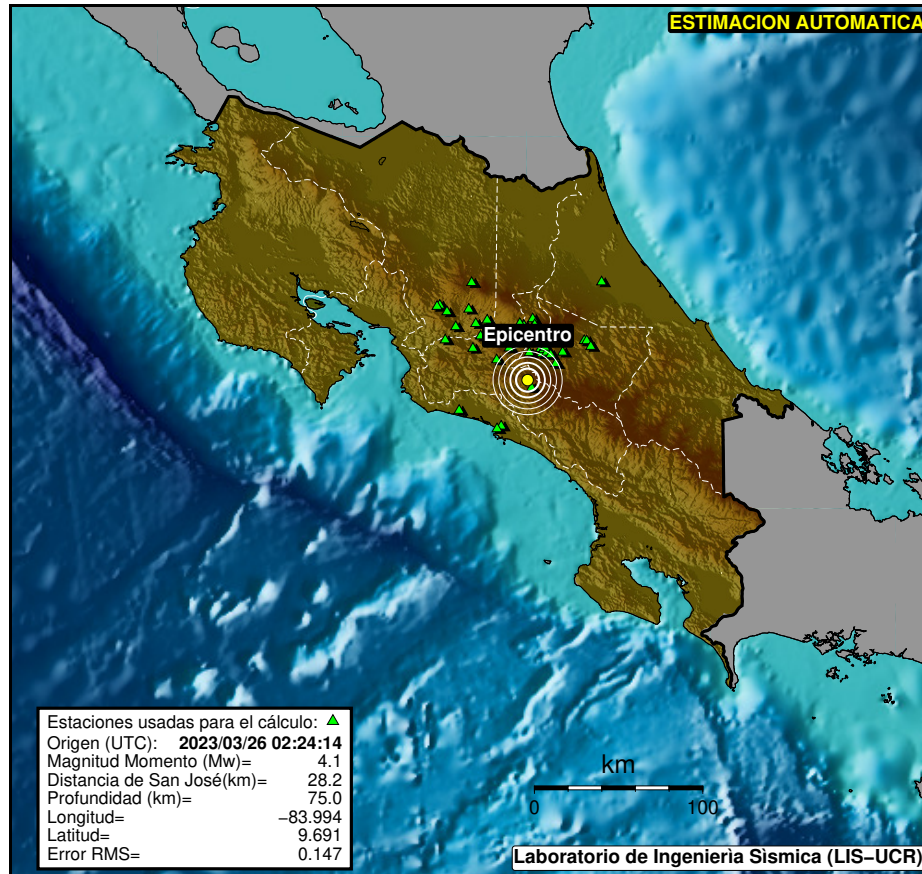 ESTIMACION AUTOMATICA
Epicentro
Estaciones usadas para el cálculo:
Origen (UTC): 2023/03/26 02:24:14
Magnitud Momento (Mw)= 4.1
Distancia de San José(km)= 28.2
Profundidad (km)= 75.0
Longitud= −83.994
Latitud= 9.691
Error RMS= 0.147
km
0 100
Laboratorio de Ingenierìa Sìsmica (LIS−UCR)